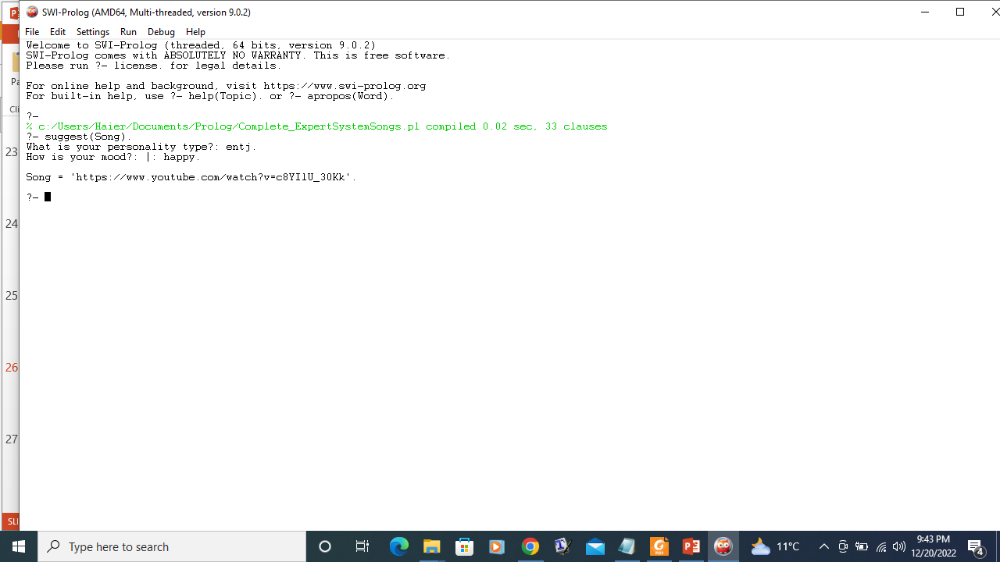 SWI-Prolog (AMD64, Multi-threaded, version 9.0.2)
File Edit Settings Run Debug Help
Welcome to SWI-Prolog (threaded, 64 bits, version 9.0.2)
SWI-Prolog comes with ABSOLUTELY NO WARRANTY. This is free software.
Please run ?- license. for legal details.
For online help and background, visit https://www.swi-prolog.org
For built-in help, use ?- help(Topic). or ?- apropos(Word).
?-
% c:/Users/Haier/Documents/Prolog/Complete_ExpertSystemSongs.pl compiled 0.02 sec, 33 clauses
?- suggest(Song).
What is your personality type?: entj.
How is your mood?: |: happy.
Song = 'https://www.youtube.com/watch?v=c8YIlU_30Kk'.
?-
Pa
Cli
23
24
25
26
27
SLI
Type here to search
11°C
9:43 PM
12/20/2022
4